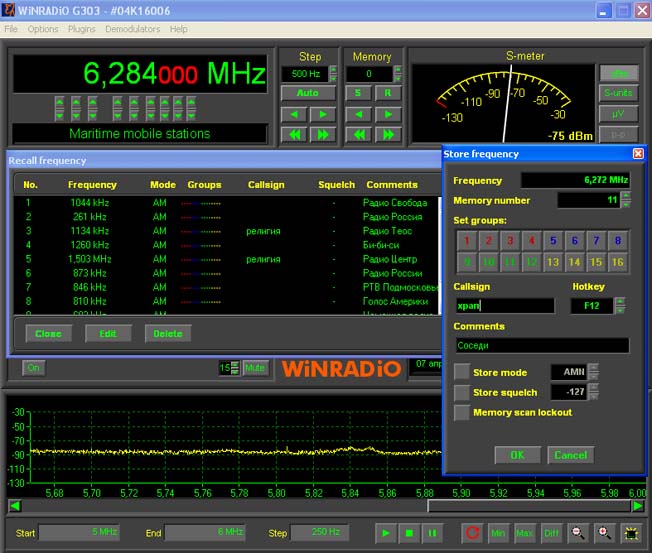 WiNRADiO G303 - #04K16006
File Options Plugins Demodulators Help
6,284000 MHz
Maritime mobile stations
Step Memory S-meter
500 Hz 0
Auto S R
-130 -110 -90 -70 -50 -30
-75 dBm
dBm
S-units
µV
p-p
Recall frequency
No. Frequency Mode Groups Callsign Squelch Comments
1 1044 kHz AM - Радио Свобода
2 261 kHz AM - Радио Россия
3 1134 kHz AM религия - Радио Теос
4 1260 kHz AM - Би-би-си
5 1,503 MHz AM религия - Радио Центр
6 873 kHz AM - Радио России
7 846 kHz AM - РТВ Подмосковье
8 810 kHz AM - Голос Америки
Close Edit Delete
Store frequency
Frequency 6,272 MHz
Memory number 11
Set groups:
1 2 3 4 5 6 7 8
9 10 11 12 13 14 15 16
Callsign Hotkey
храп F12
Comments
Соседи
Store mode AMN
Store squelch -127
Memory scan lockout
OK Cancel
On 15 Mute WiNRADiO 07 апр
-30
-50
-70
-90
-110
-130
5,68 5,70 5,72 5,74 5,76 5,78 5,80 5,82 5,84 5,86 5,88 5,90 5,92 5,94 5,96 5,98 6,00
Start 5 MHz End 6 MHz Step 250 Hz Min Max Diff